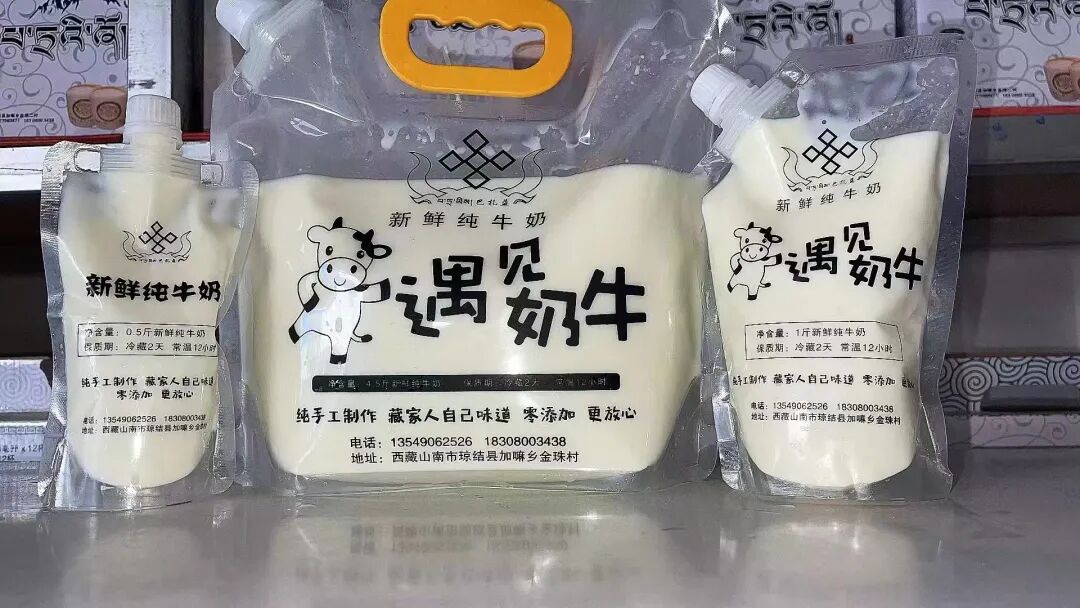 新鲜纯牛奶
净含量：0.5斤新鲜纯牛奶
保质期：冷藏2天 常温12小时
纯手工制作 藏家人自己味道
零添加 更放心
电话：13549062526 18308003438
地址：西藏山南市琼结县加嘛乡金珠村
新鲜纯牛奶
遇见奶牛
净含量：4.5斤新鲜纯牛奶 保质期：冷藏2天 常温12小时
纯手工制作 藏家人自己味道 零添加 更放心
电话：13549062526 18308003438
地址：西藏山南市琼结县加嘛乡金珠村
新鲜纯牛奶
遇见奶牛
净含量：1斤新鲜纯牛奶
保质期：冷藏2天 常温12小时
纯手工制作 藏家人自己味道
零添加 更放心
电话：13549062526 18308003438
地址：西藏山南市琼结县加嘛乡金珠村